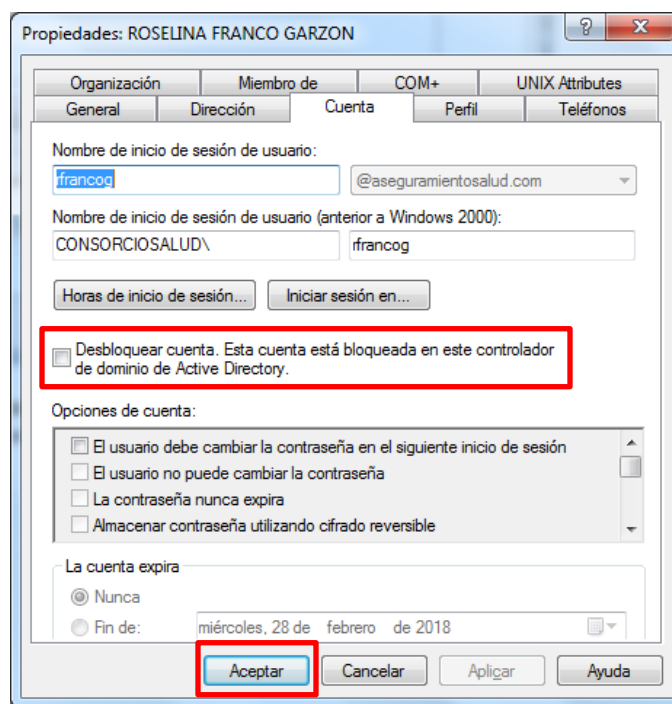 Propiedades: ROSELINA FRANCO GARZON
Organización Miembro de COM+ UNIX Attributes
General Dirección Cuenta Perfil Teléfonos
Nombre de inicio de sesión de usuario:
rfrancog @aseguramientosalud.com
Nombre de inicio de sesión de usuario (anterior a Windows 2000):
CONSORCIOSALUD\ rfrancog
Horas de inicio de sesión... Iniciar sesión en...
Desbloquear cuenta. Esta cuenta está bloqueada en este controlador
de dominio de Active Directory.
Opciones de cuenta:
El usuario debe cambiar la contraseña en el siguiente inicio de sesión
El usuario no puede cambiar la contraseña
La contraseña nunca expira
Almacenar contraseña utilizando cifrado reversible
La cuenta expira
Nunca
Fin de: miércoles, 28 de febrero de 2018
Aceptar Cancelar Aplicar Ayuda